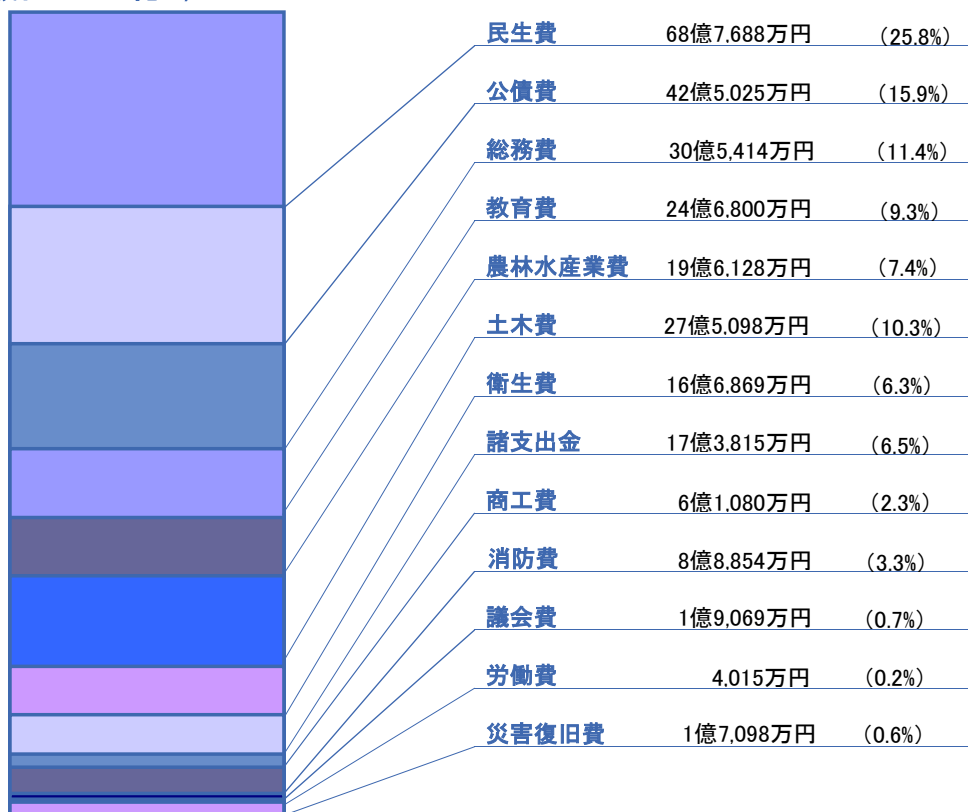 民生費 68億7,688万円 （25.8%）
公債費 42億5.025万円 （15.9%）
総務費 30億5,414万円 （11.4%）
教育費 24億6,800万円 （9.3%）
農林水産業費 19億6,128万円 （7.4%）
土木費 27億5,098万円 （10.3%）
衛生費 16億6,869万円 （6.3%）
諸支出金 17億3,815万円 （6.5%）
商工費 6億1,080万円 （2.3%）
消防費 8億8,854万円 （3.3%）
議会費 1億9,069万円 （0.7%）
労働費 4,015万円 （0.2%）
災害復旧費 1億7,098万円 （0.6%）